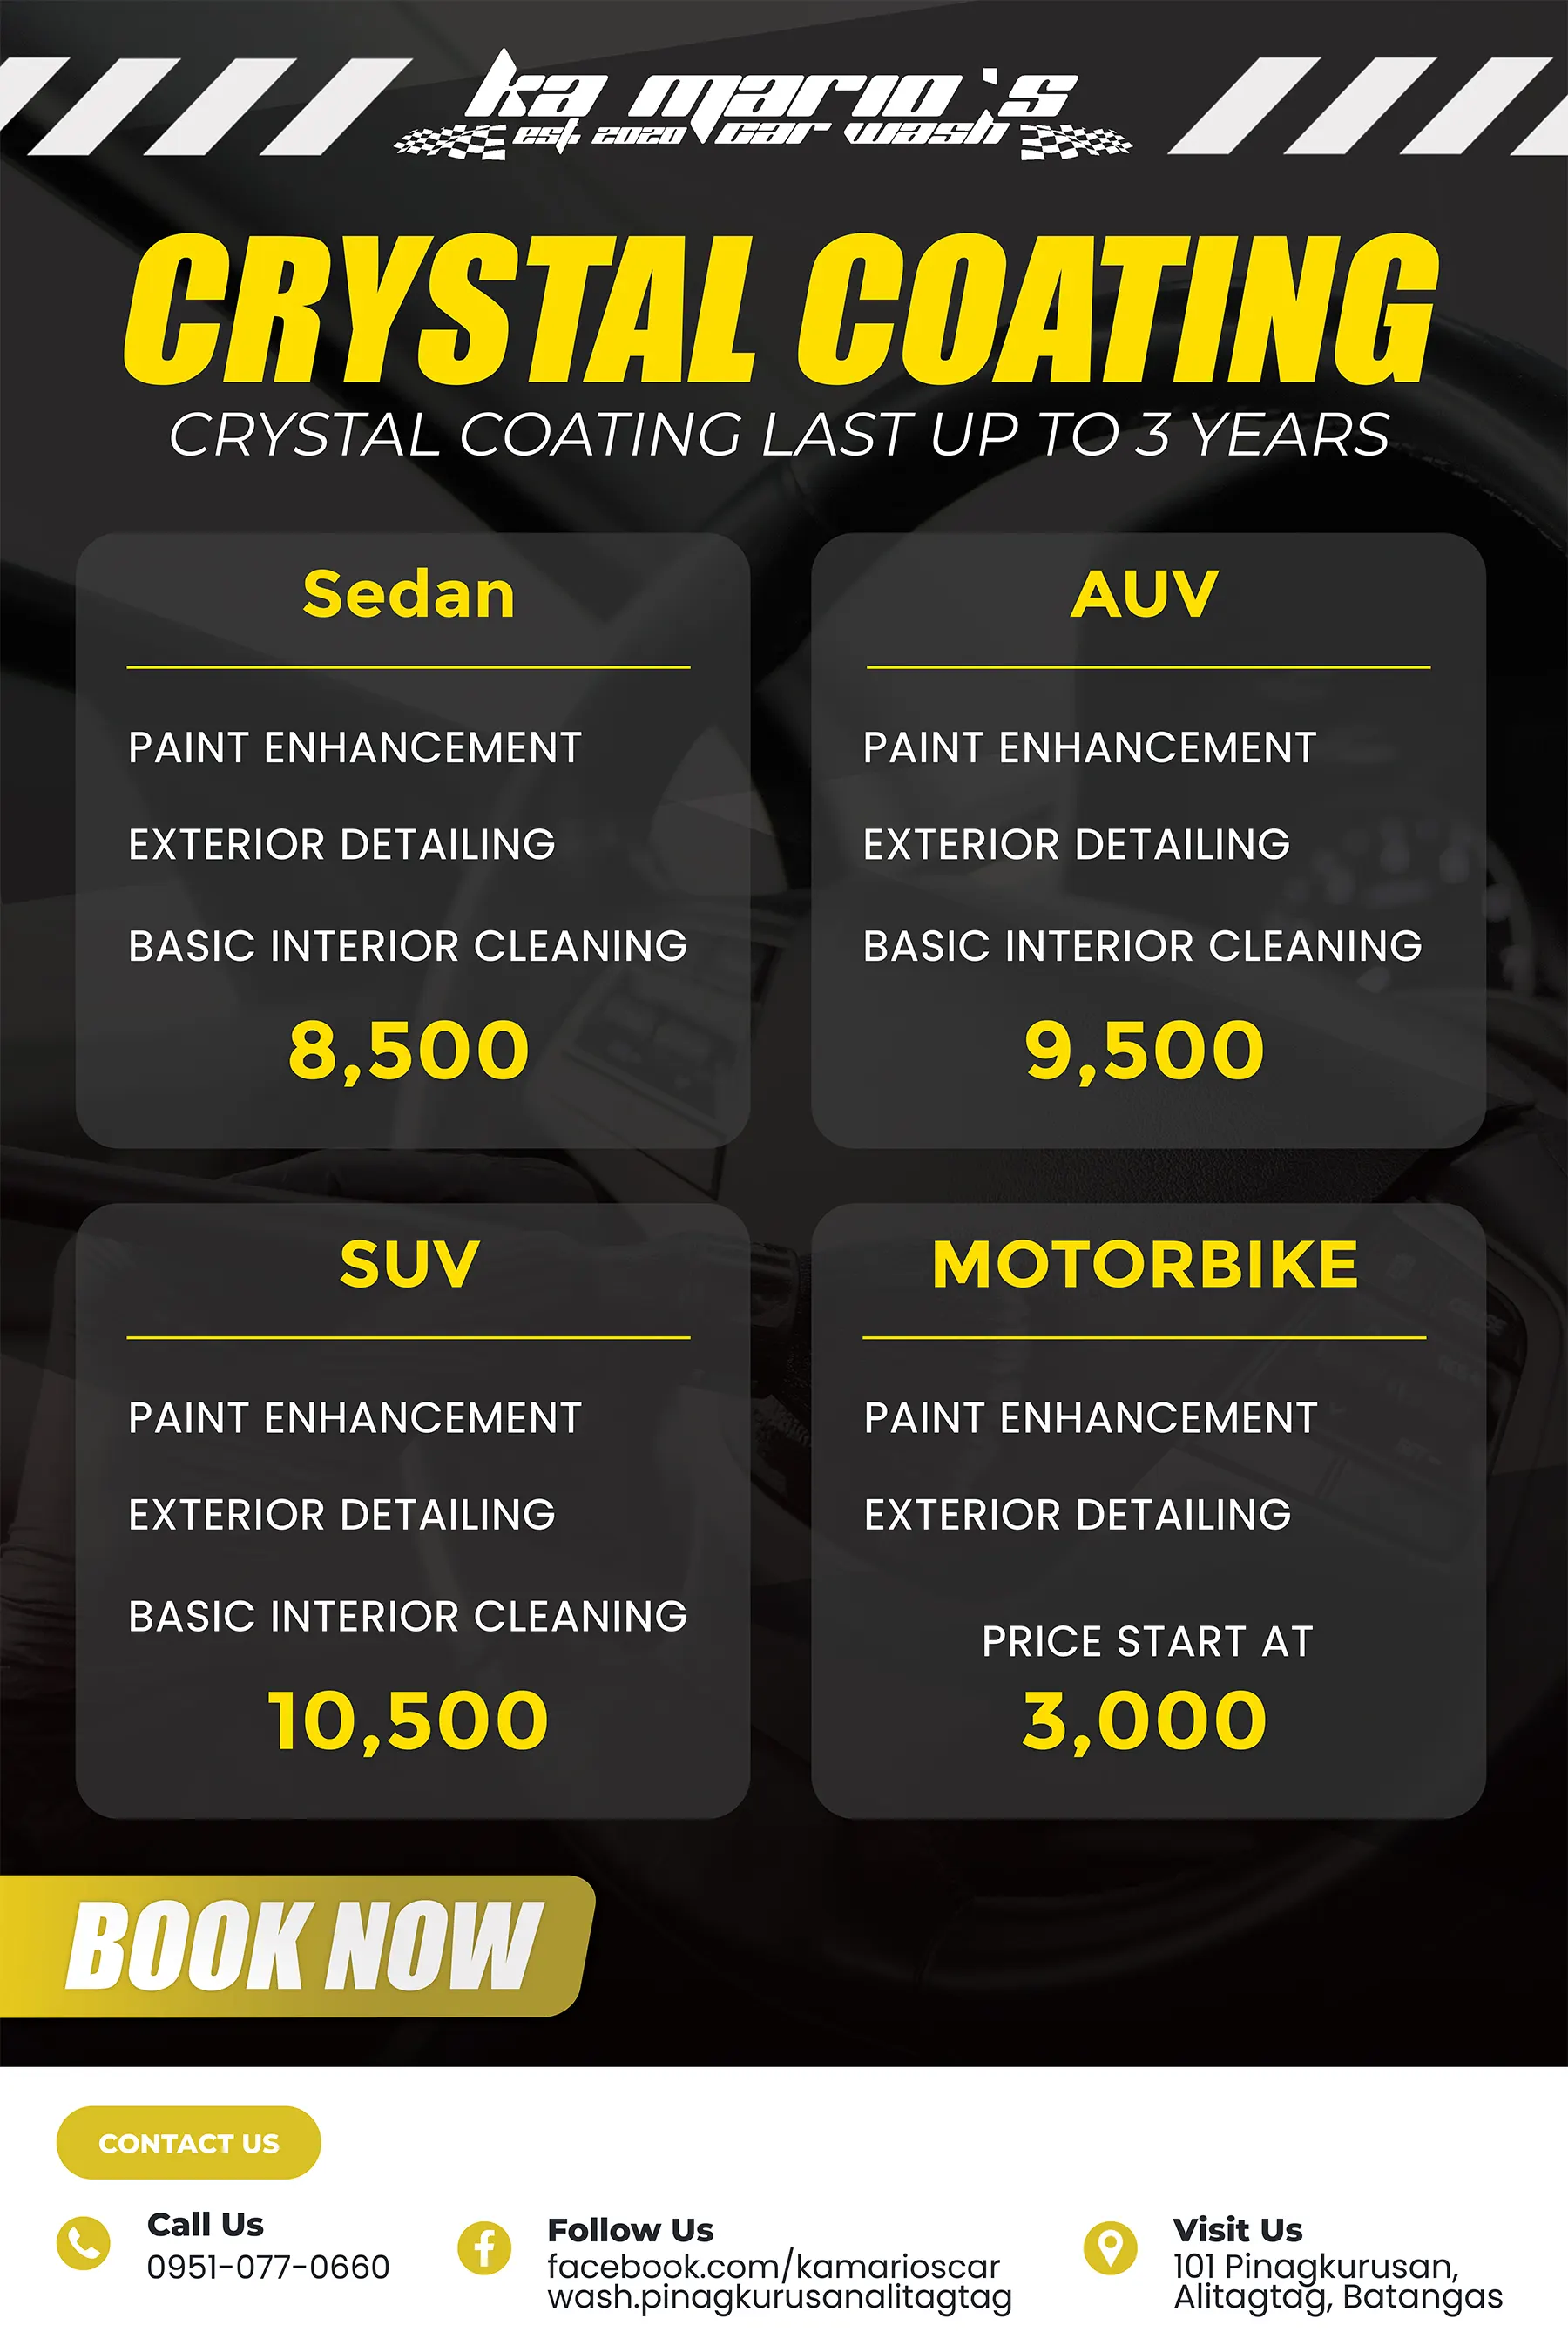 ka mario's
est. 2020 car wash
CRYSTAL COATING
CRYSTAL COATING LAST UP TO 3 YEARS
Sedan
PAINT ENHANCEMENT
EXTERIOR DETAILING
BASIC INTERIOR CLEANING
8,500
AUV
PAINT ENHANCEMENT
EXTERIOR DETAILING
BASIC INTERIOR CLEANING
9,500
SUV
PAINT ENHANCEMENT
EXTERIOR DETAILING
BASIC INTERIOR CLEANING
10,500
MOTORBIKE
PAINT ENHANCEMENT
EXTERIOR DETAILING
PRICE START AT
3,000
BOOK NOW
CONTACT US
Call Us
0951-077-0660
Follow Us
facebook.com/kamarioscar
wash.pinagkurusanalitagtag
Visit Us
101 Pinagkurusan,
Alitagtag, Batangas